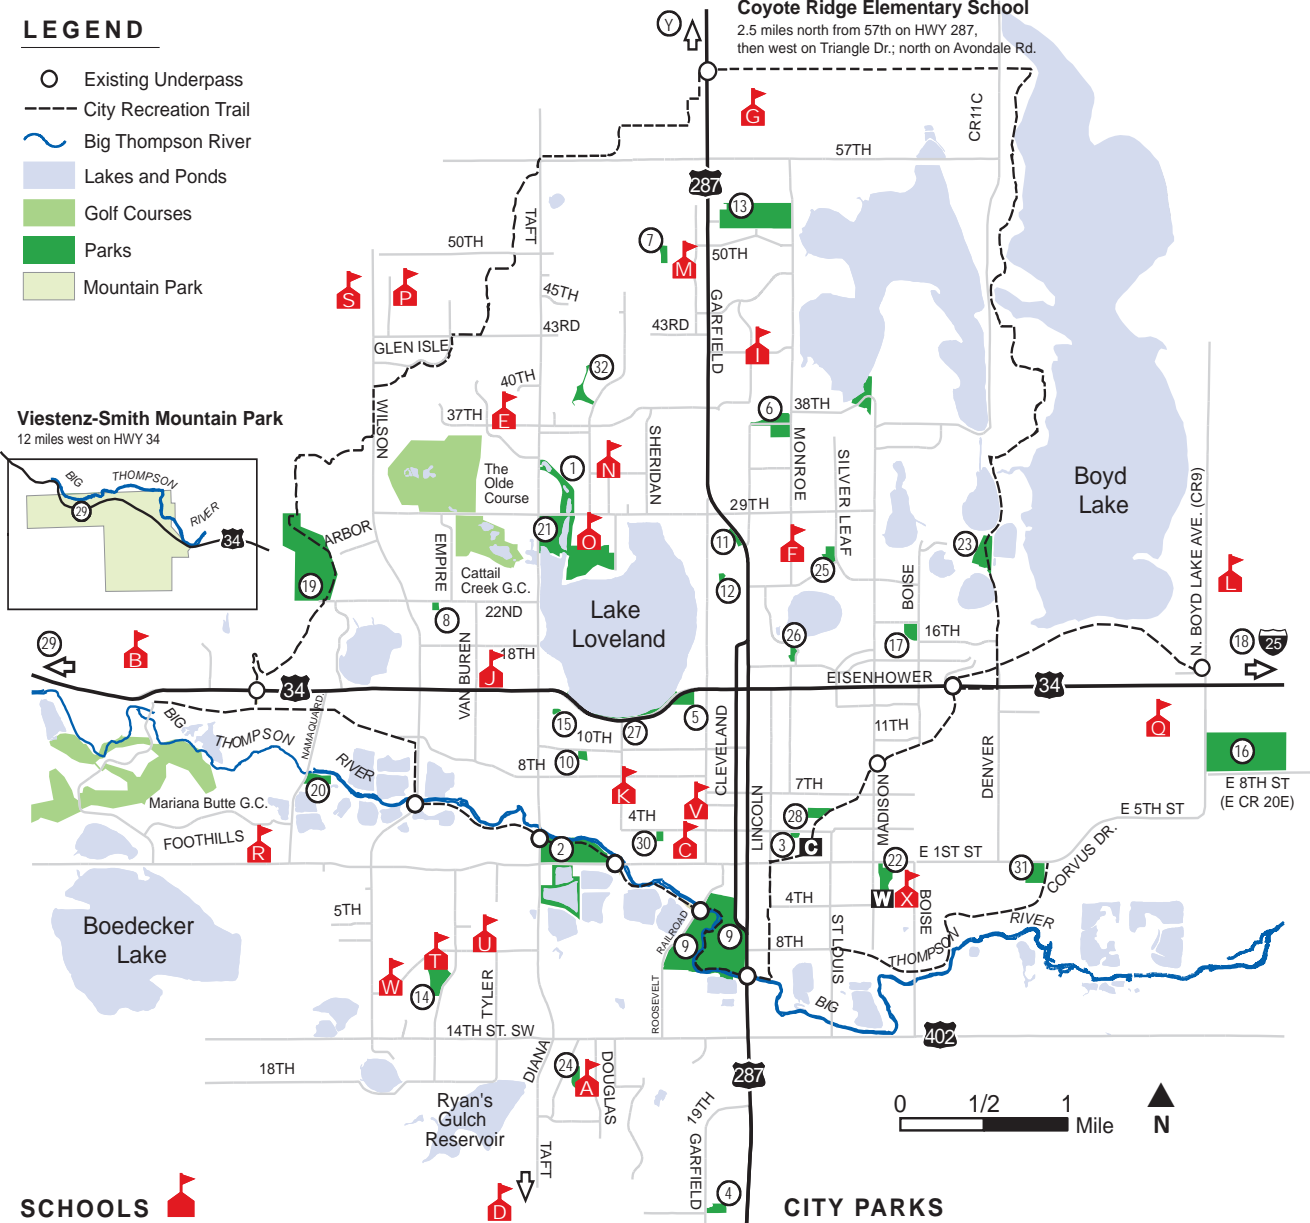 Coyote Ridge Elementary School
2.5 miles north from 57th on HWY 287,
then west on Triangle Dr.; north on Avondale Rd.
Y
LEGEND
Existing Underpass
City Recreation Trail
Big Thompson River
Lakes and Ponds
Golf Courses
Parks
Mountain Park
G
CR11C
57TH
287
13
TAFT
7
50TH
M
50TH
S
P
45TH
GARFIELD
43RD
43RD
GLEN ISLE
I
32
40TH
E
37TH
6
38TH
WILSON
Viestenz-Smith Mountain Park
12 miles west on HWY 34
BIG
THOMPSON
RIVER
29
34
The
Olde
Course
1
N
SHERIDAN
MONROE
SILVER LEAF
Boyd
Lake
N. BOYD LAKE AVE. (CR9)
29TH
ARBOR
21
O
11
F
23
EMPIRE
Cattail
Creek G.C.
25
L
19
12
BOISE
8
22ND
Lake
Loveland
26
16TH
17
29
B
18TH
J
VAN BUREN
18
25
EISENHOWER
34
34
BIG
THOMPSON
RIVER
NAMAQUARD
15
10TH
27
5
CLEVELAND
11TH
Q
DENVER
16
8TH
10
20
Mariana Butte G.C.
K
V
7TH
E 8TH ST
(E CR 20E)
4TH
LINCOLN
28
MADISON
E 5TH ST
FOOTHILLS
R
2
30
C
3
C
22
E 1ST ST
31
CORVUS DR.
W
X
BOISE
4TH
Boedecker
Lake
5TH
U
RAILROAD
9
9
8TH
ST LOUIS
THOMPSON
RIVER
T
W
14
TYLER
ROOSEVELT
BIG
14TH ST. SW
402
18TH
DIANA
24
A
DOUGLAS
287
Ryan's
Gulch
Reservoir
19TH
0
1/2
1
Mile
N
TAFT
GARFIELD
4
D
SCHOOLS
CITY PARKS